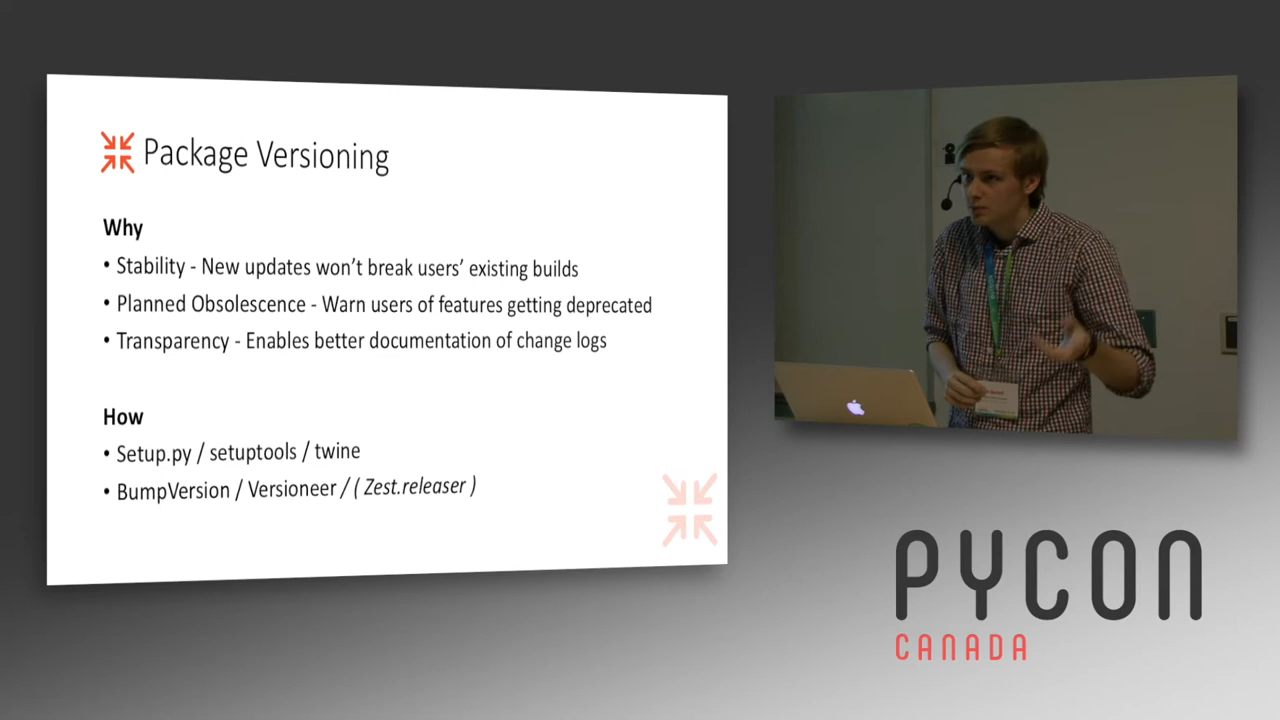 Package Versioning
Why
• Stability - New updates won't break users' existing builds
• Planned Obsolescence - Warn users of features getting deprecated
• Transparency - Enables better documentation of change logs
How
• Setup.py / setuptools / twine
• BumpVersion / Versioneer / ( Zest.releaser )
PYCON
CANADA